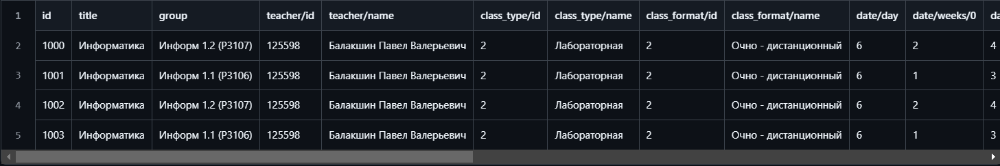 1 id title group teacher/id teacher/name class_type/id class_type/name class_format/id class_format/name date/day date/weeks/0 da
2 1000 Информатика Информ 1.2 (P3107) 125598 Балакшин Павел Валерьевич 2 Лабораторная 2 Очно - дистанционный 6 2 4
3 1001 Информатика Информ 1.1 (P3106) 125598 Балакшин Павел Валерьевич 2 Лабораторная 2 Очно - дистанционный 6 1 3
4 1002 Информатика Информ 1.2 (P3107) 125598 Балакшин Павел Валерьевич 2 Лабораторная 2 Очно - дистанционный 6 2 4
5 1003 Информатика Информ 1.1 (P3106) 125598 Балакшин Павел Валерьевич 2 Лабораторная 2 Очно - дистанционный 6 1 3